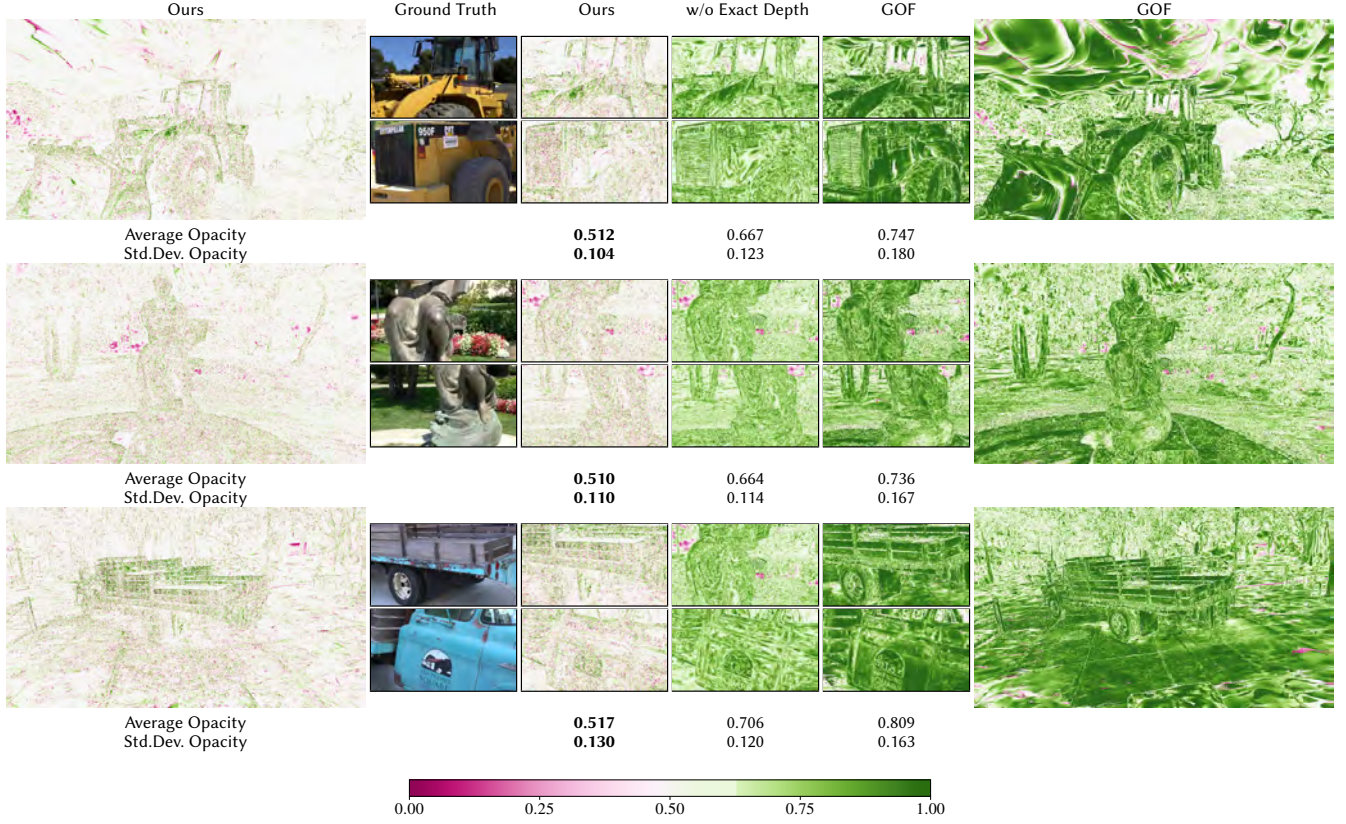 Ours Ground Truth Ours w/o Exact Depth GOF GOF
950F CAT
Average Opacity 0.512 0.667 0.747
Std.Dev. Opacity 0.104 0.123 0.180
Average Opacity 0.510 0.664 0.736
Std.Dev. Opacity 0.110 0.114 0.167
Average Opacity 0.517 0.706 0.809
Std.Dev. Opacity 0.130 0.120 0.163
0.00 0.25 0.50 0.75 1.00